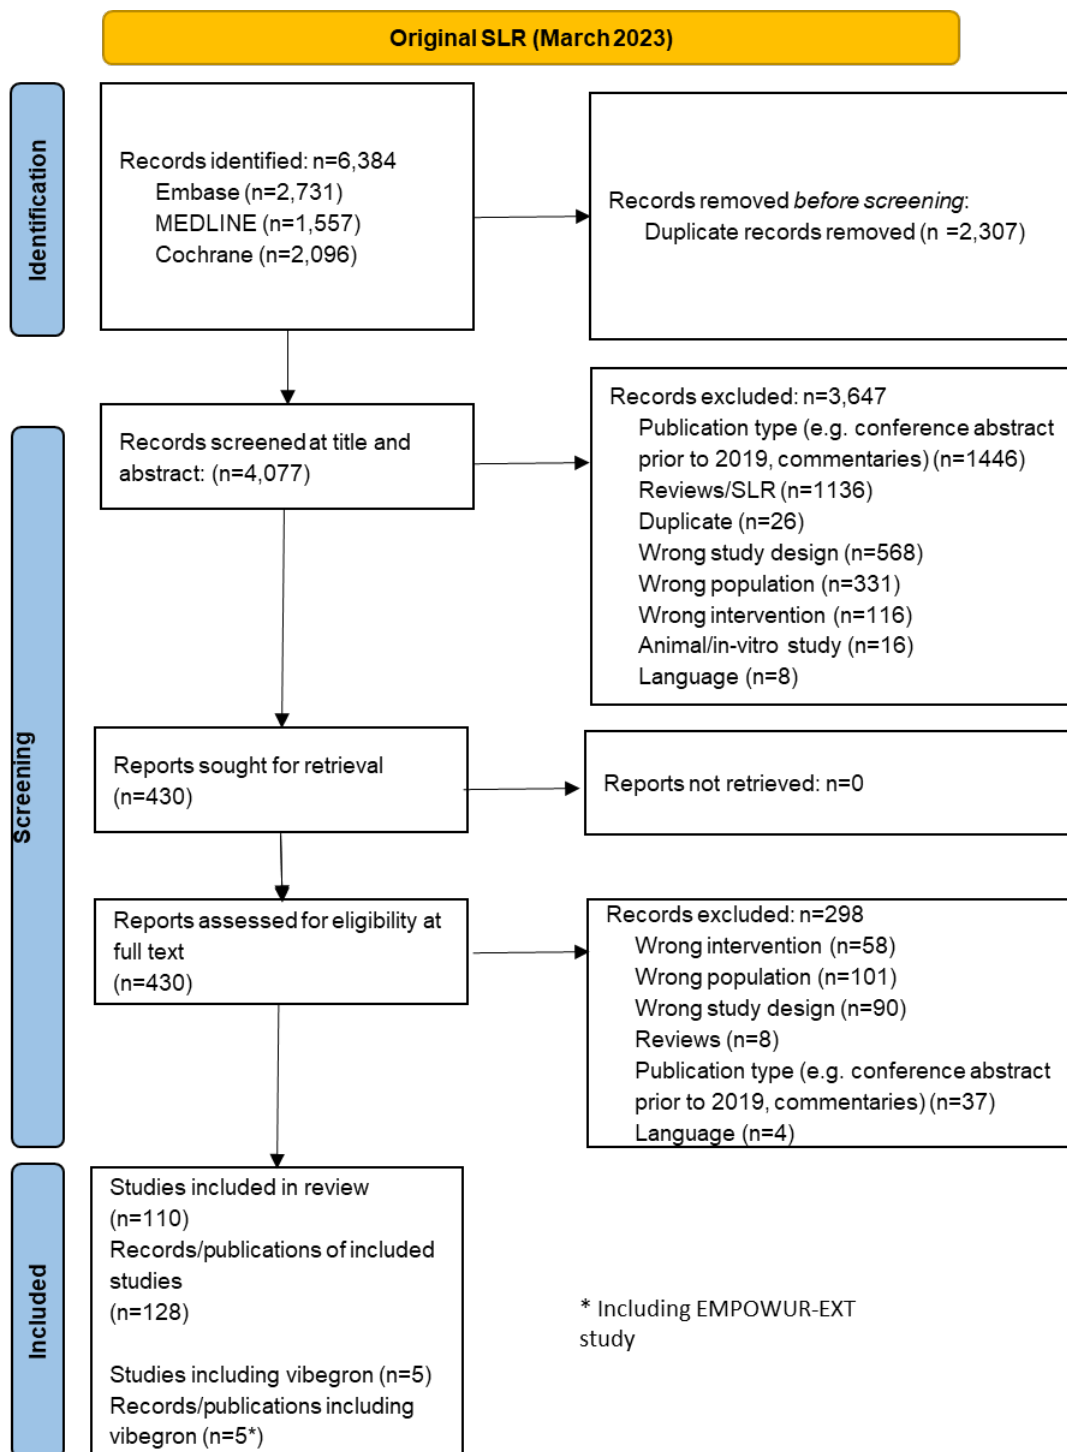 Original SLR (March 2023)
Identification
Records identified: n=6,384
Embase (n=2,731)
MEDLINE (n=1,557)
Cochrane (n=2,096)
Records removed before screening:
Duplicate records removed (n =2,307)
Screening
Records screened at title and
abstract: (n=4,077)
Records excluded: n=3,647
Publication type (e.g. conference abstract
prior to 2019, commentaries) (n=1446)
Reviews/SLR (n=1136)
Duplicate (n=26)
Wrong study design (n=568)
Wrong population (n=331)
Wrong intervention (n=116)
Animal/in-vitro study (n=16)
Language (n=8)
Reports sought for retrieval
(n=430)
Reports not retrieved: n=0
Reports assessed for eligibility at
full text
(n=430)
Records excluded: n=298
Wrong intervention (n=58)
Wrong population (n=101)
Wrong study design (n=90)
Reviews (n=8)
Publication type (e.g. conference abstract
prior to 2019, commentaries) (n=37)
Language (n=4)
Included
Studies included in review
(n=110)
Records/publications of included
studies
(n=128)
Studies including vibegron (n=5)
Records/publications including
vibegron (n=5*)
* Including EMPOWUR-EXT
study